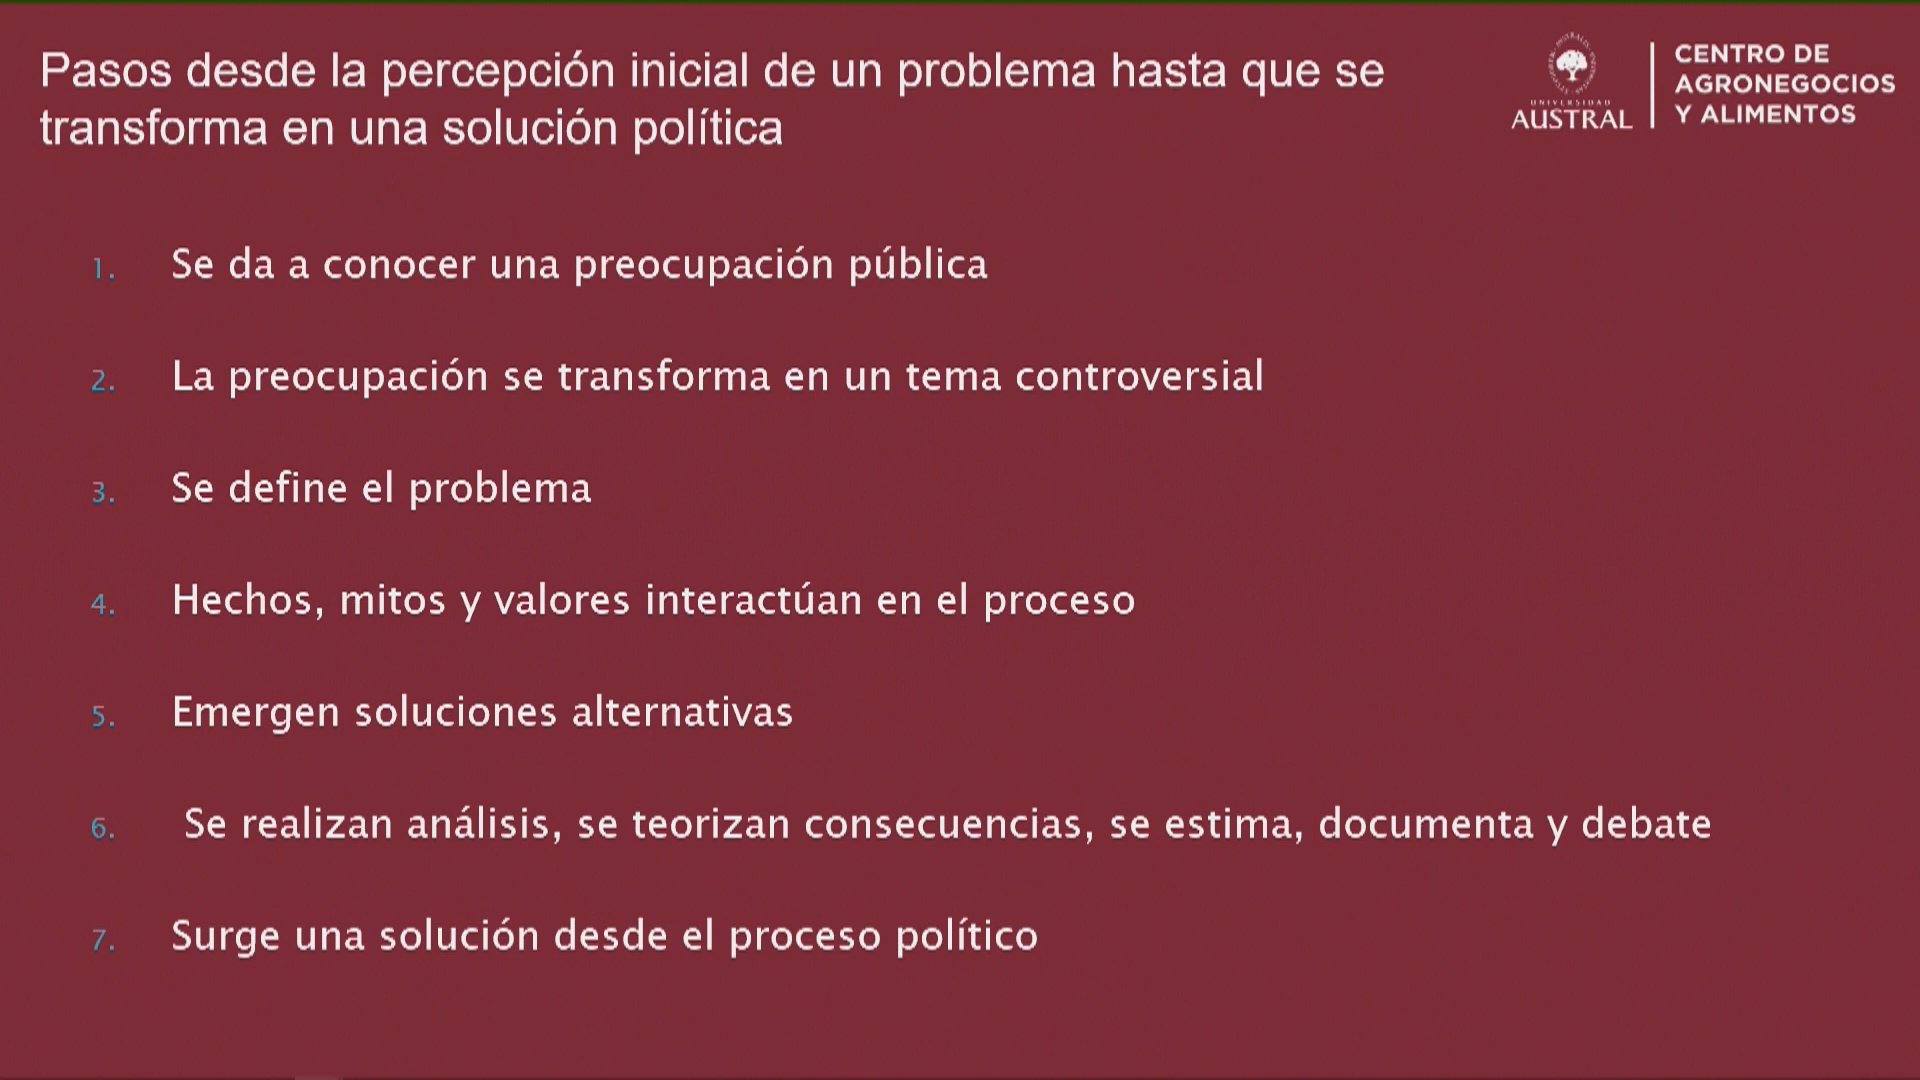 Pasos desde la percepción inicial de un problema hasta que se
transforma en una solución política
UNIVERSIDAD
AUSTRAL
CENTRO DE
AGRONEGOCIOS
Y ALIMENTOS
1. Se da a conocer una preocupación pública
2. La preocupación se transforma en un tema controversial
3. Se define el problema
4. Hechos, mitos y valores interactúan en el proceso
5. Emergen soluciones alternativas
6. Se realizan análisis, se teorizan consecuencias, se estima, documenta y debate
7. Surge una solución desde el proceso político